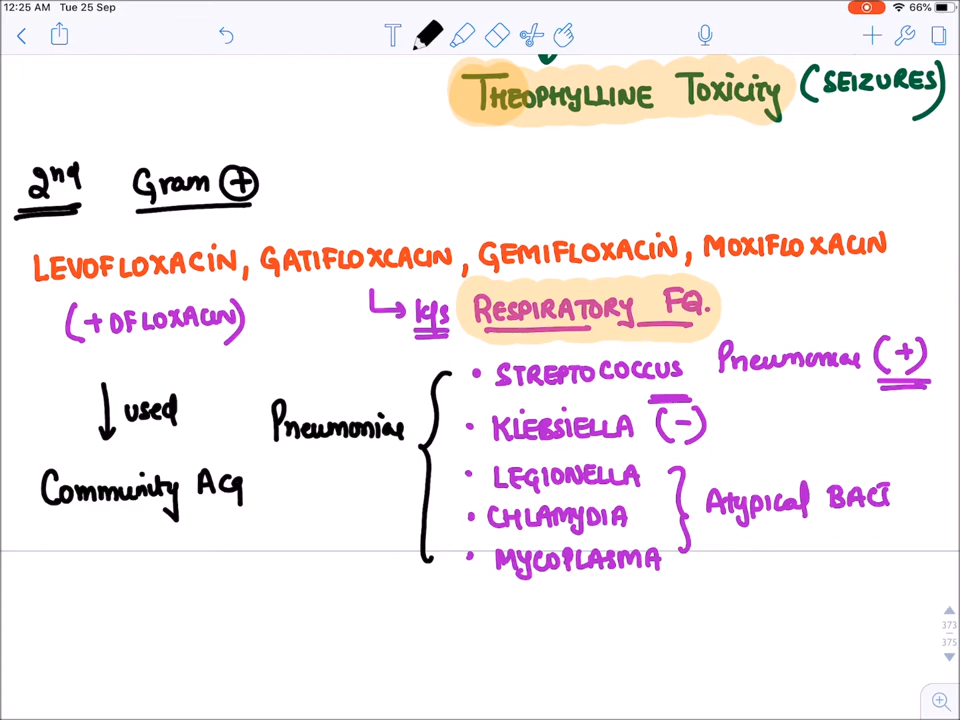 12:25 AM Tue 25 Sep 66%
T
THEOPHYLLINE TOXICITY (SEIZURES)
2nd Gram +
LEVOFLOXACIN, GATIFLOXCACIN, GEMIFLOXACIN, MOXIFLOXACIN
(+ OFLOXACIN) k/s RESPIRATORY FQ.
• STREPTOCOCCUS Pneumoniae (+)
used Pneumoniae • KLEBSIELLA (-)
Community Acq • LEGIONELLA
• CHLAMYDIA Atypical BACT
• MYCOPLASMA
373
375